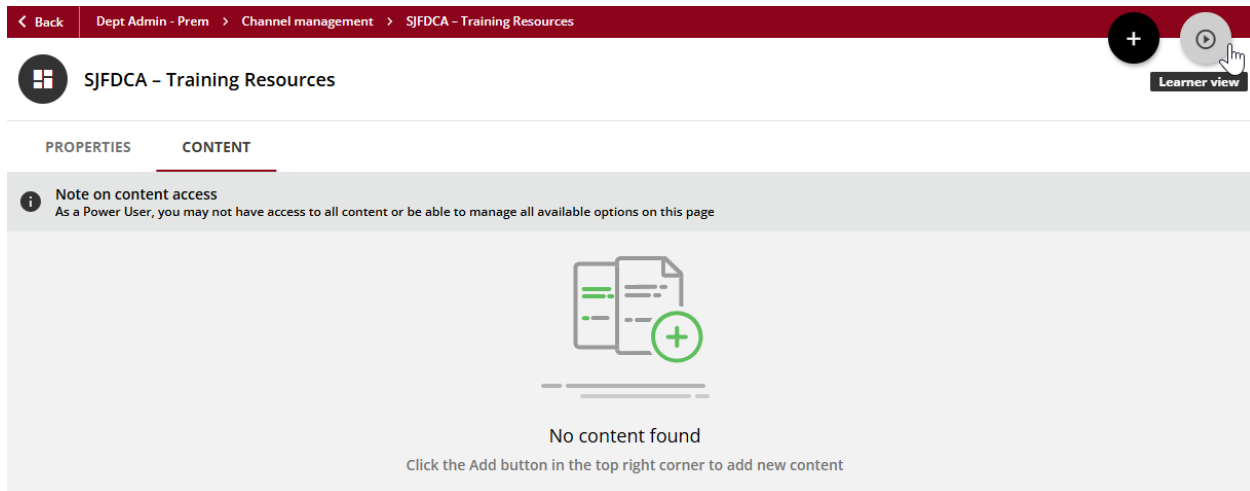 Back Dept Admin - Prem > Channel management > SJFDCA – Training Resources
SJFDCA – Training Resources
Learner view
PROPERTIES CONTENT
Note on content access
As a Power User, you may not have access to all content or be able to manage all available options on this page
No content found
Click the Add button in the top right corner to add new content